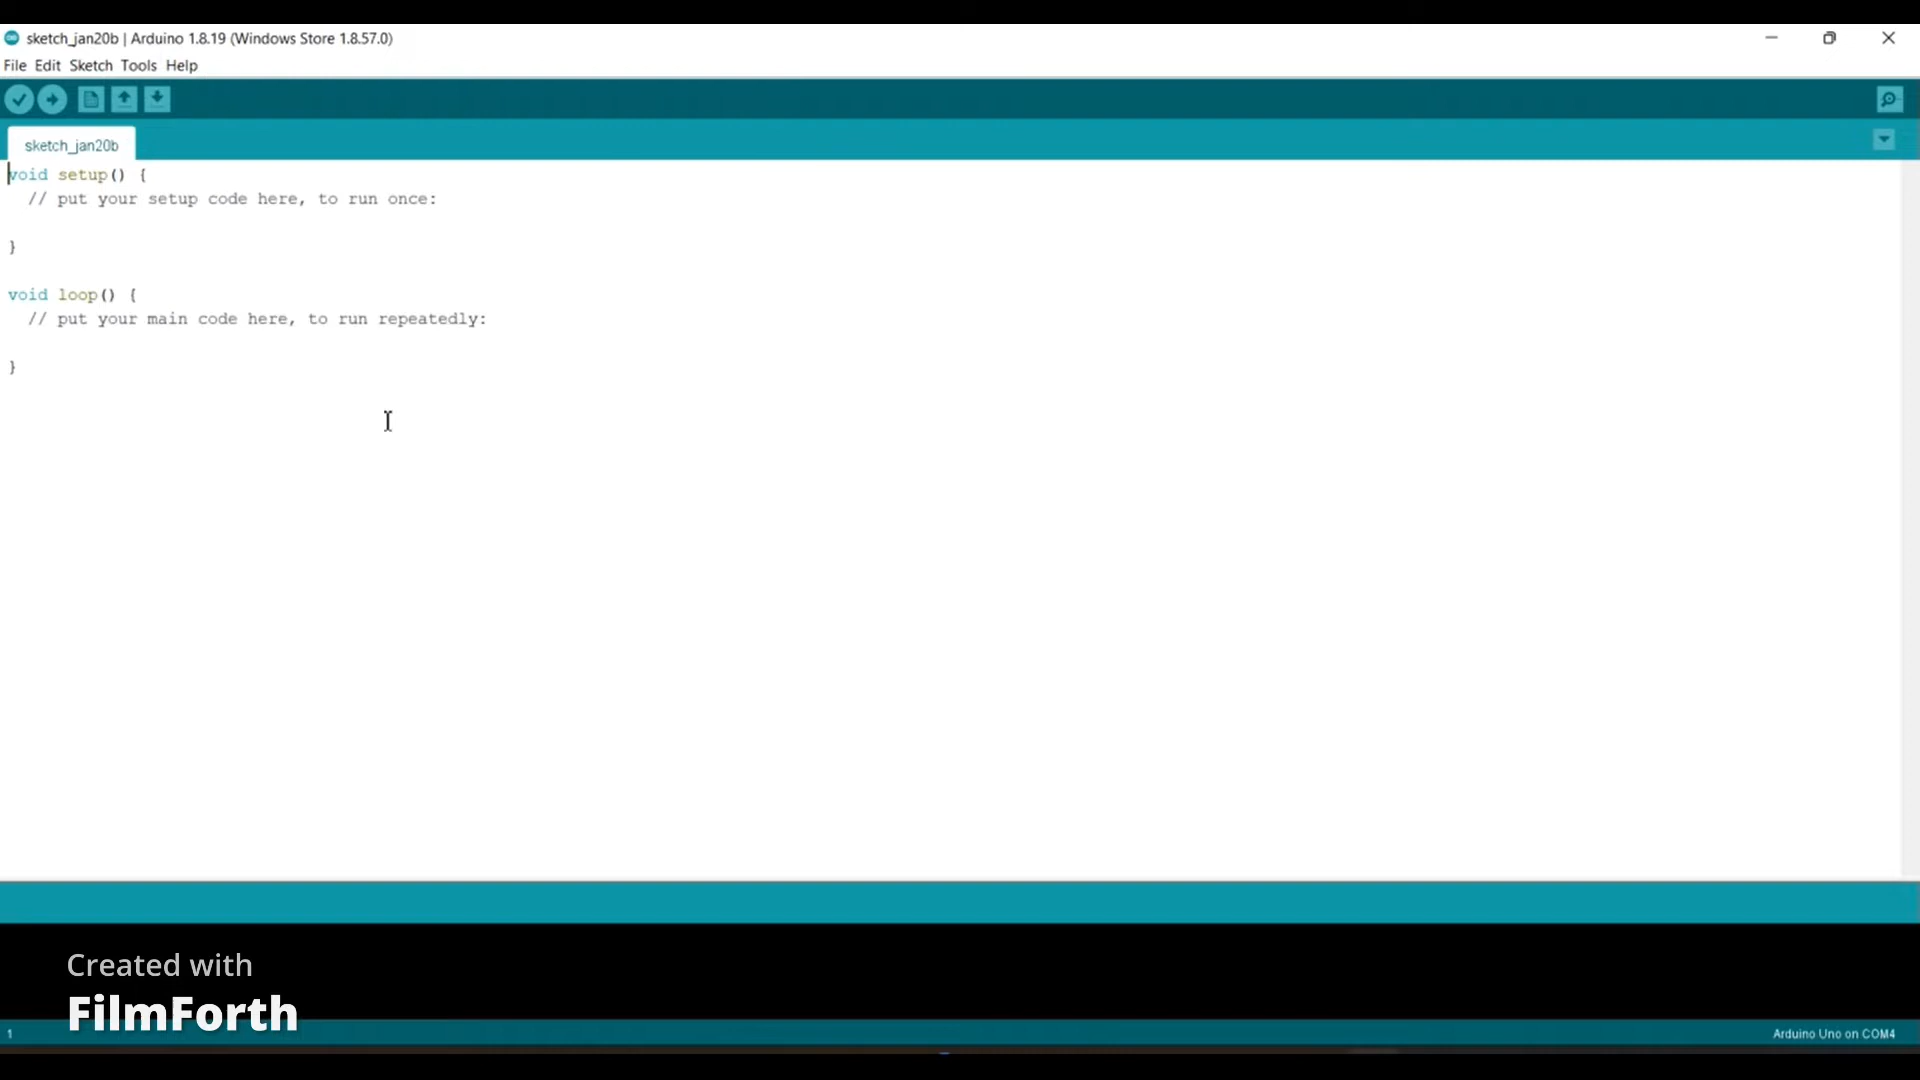 sketch_jan20b | Arduino 1.8.19 (Windows Store 1.8.57.0)
File Edit Sketch Tools Help
sketch_jan20b
void setup() {
// put your setup code here, to run once:
}
void loop() {
// put your main code here, to run repeatedly:
}
Created with
FilmForth
1
Arduino Uno on COM4